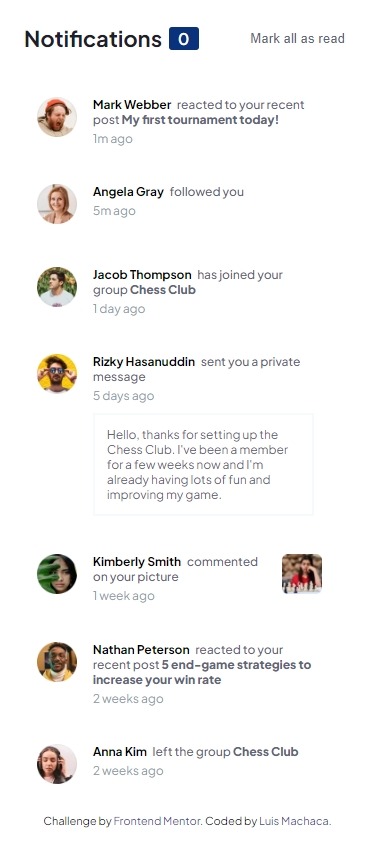 Notifications 0 Mark all as read
Mark Webber reacted to your recent
post My first tournament today!
1m ago
Angela Gray followed you
5m ago
Jacob Thompson has joined your
group Chess Club
1 day ago
Rizky Hasanuddin sent you a private
message
5 days ago
Hello, thanks for setting up the
Chess Club. I've been a member
for a few weeks now and I'm
already having lots of fun and
improving my game.
Kimberly Smith commented
on your picture
1 week ago
Nathan Peterson reacted to your
recent post 5 end-game strategies to
increase your win rate
2 weeks ago
Anna Kim left the group Chess Club
2 weeks ago
Challenge by Frontend Mentor. Coded by Luis Machaca.